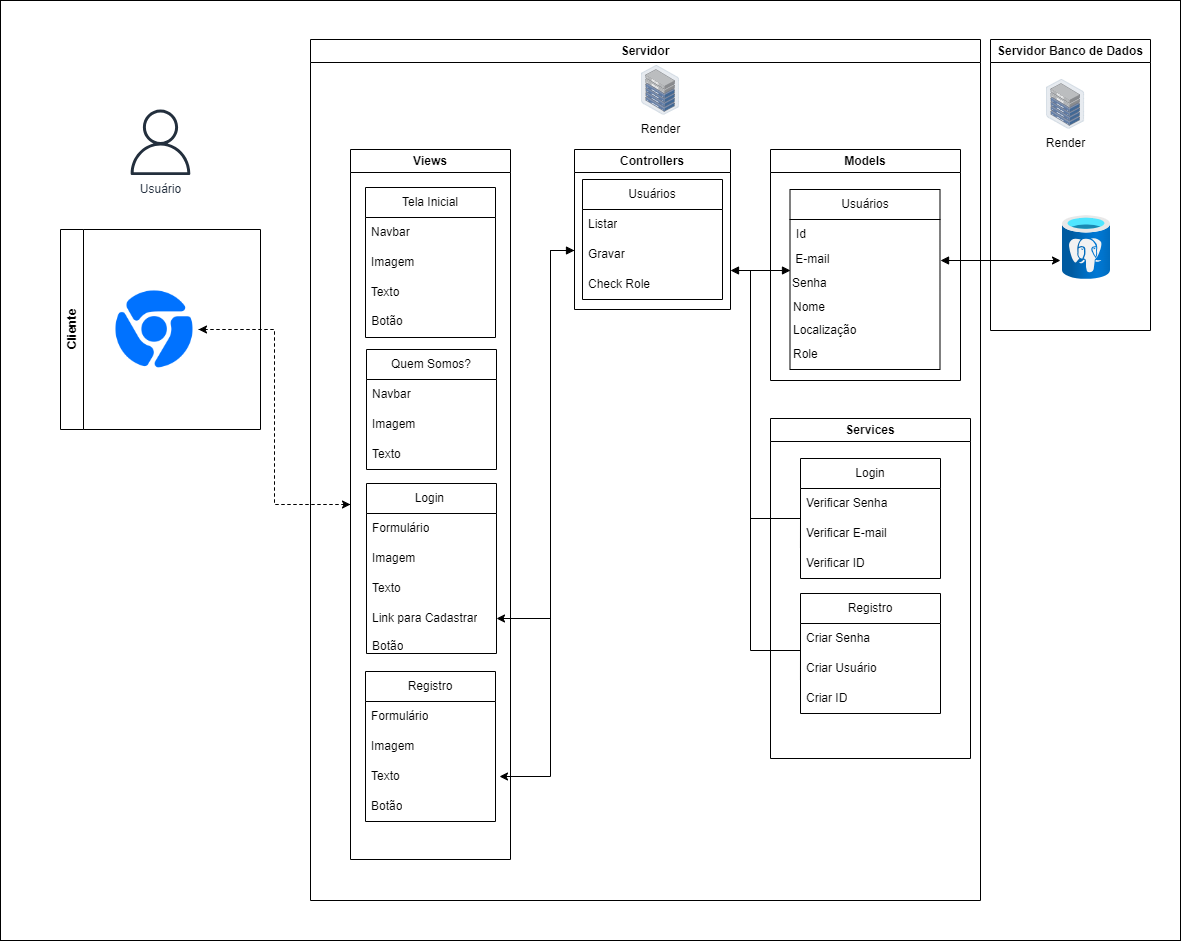 Usuário
Cliente
Servidor
Render
Views
Tela Inicial
Navbar
Imagem
Texto
Botão
Quem Somos?
Navbar
Imagem
Texto
Login
Formulário
Imagem
Texto
Link para Cadastrar
Botão
Registro
Formulário
Imagem
Texto
Botão
Controllers
Usuários
Listar
Gravar
Check Role
Models
Usuários
Id
E-mail
Senha
Nome
Localização
Role
Services
Login
Verificar Senha
Verificar E-mail
Verificar ID
Registro
Criar Senha
Criar Usuário
Criar ID
Servidor Banco de Dados
Render